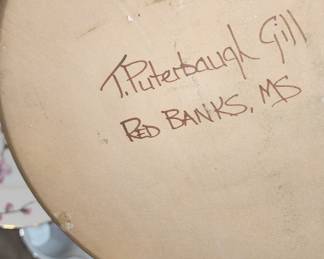 T. Puterbaugh Gill
RED BANKS, MS